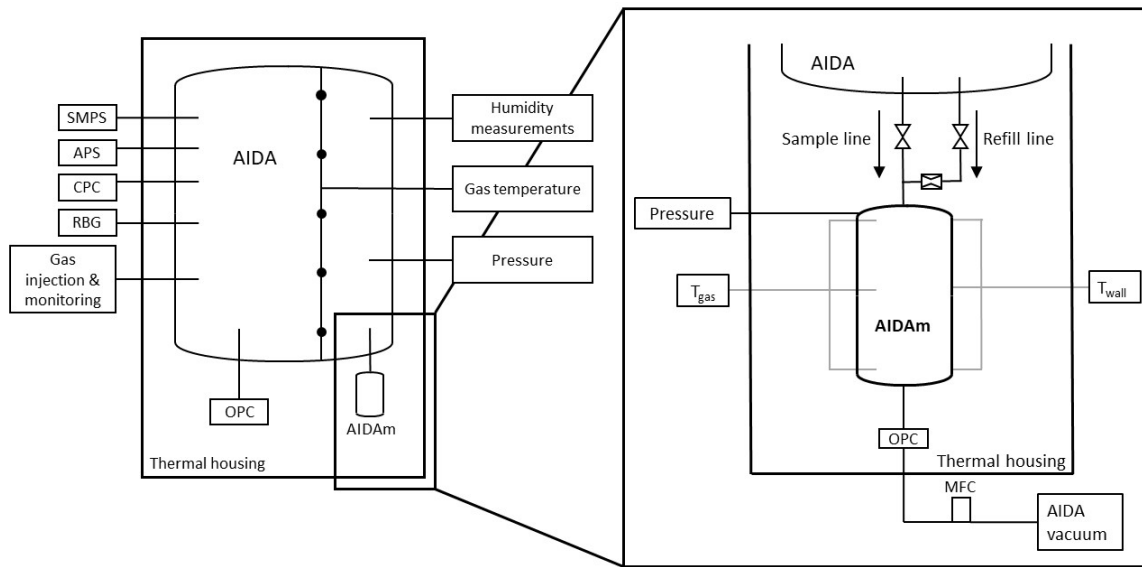 SMPS
APS
CPC
RBG
Gas
injection &
monitoring
AIDA
Humidity
measurements
Gas temperature
Pressure
OPC
AIDAm
Thermal housing
AIDA
Sample line
Refill line
Pressure
Tgas
Twall
AIDAm
OPC
Thermal housing
MFC
AIDA
vacuum